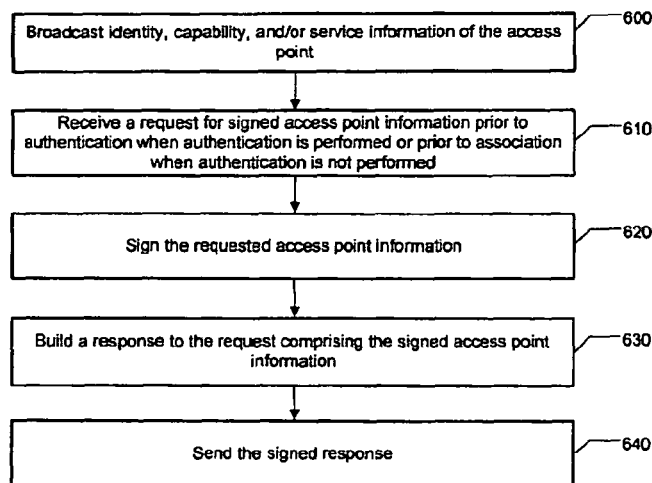 Broadcast identity, capability, and/or service information of the access
point
600
Receive a request for signed access point information prior to
authentication when authentication is performed or prior to association
when authentication is not performed
610
Sign the requested access point information
620
Build a response to the request comprising the signed access point
information
630
Send the signed response
640